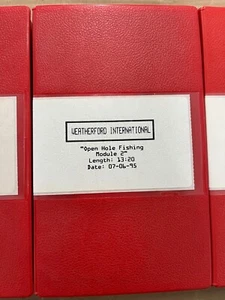 WEATHERFORD INTERNATIONAL
"Open Hole Fishing
Module 2"
Length: 13:20
Date: 07-06-95